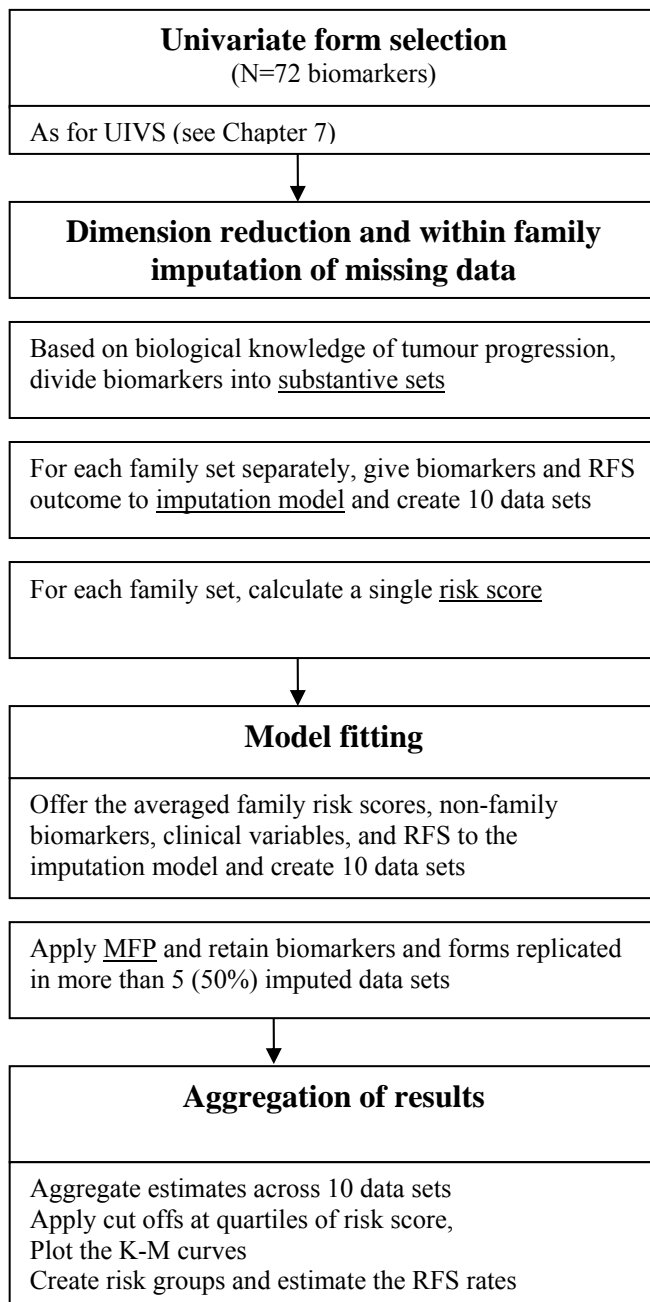 Univariate form selection
(N=72 biomarkers)
As for UIVS (see Chapter 7)
Dimension reduction and within family
imputation of missing data
Based on biological knowledge of tumour progression,
divide biomarkers into substantive sets
For each family set separately, give biomarkers and RFS
outcome to imputation model and create 10 data sets
For each family set, calculate a single risk score
Model fitting
Offer the averaged family risk scores, non-family
biomarkers, clinical variables, and RFS to the
imputation model and create 10 data sets
Apply MFP and retain biomarkers and forms replicated
in more than 5 (50%) imputed data sets
Aggregation of results
Aggregate estimates across 10 data sets
Apply cut offs at quartiles of risk score,
Plot the K-M curves
Create risk groups and estimate the RFS rates